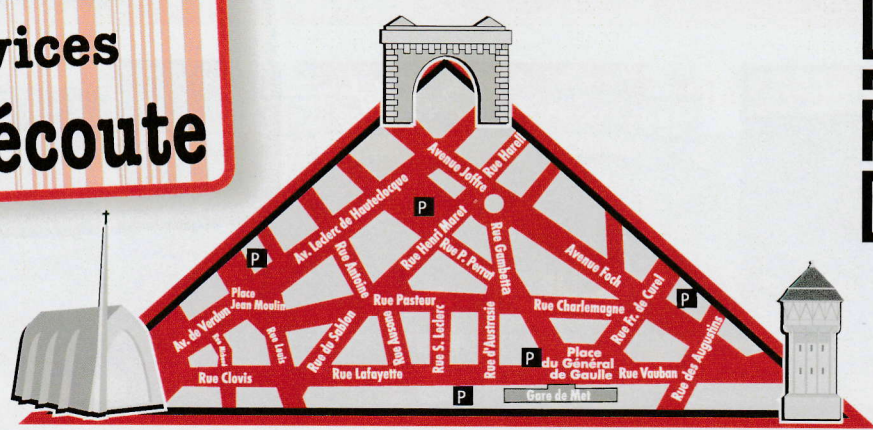 vices
écoute
Avenue Joffre
Rue Harell
Av. Leclerc de Hauteclocque
P
P
Rue Henri Maret
Rue P. Perrat
Rue Gambetta
Rue Antoine
Avenue Foch
Place
Jean Moulin
Rue Pasteur
Rue Charlemagne
Rue Fr. de Curel
P
Av. de Verdun
Rue Louis
Rue du Sablon
Rue Ausone
Rue S. Leclerc
Rue d'Austrasie
P
Place
du Général
de Gaulle
Rue Vauban
Rue des Augustins
Rue Clovis
Rue Lafayette
P
Gare de Met